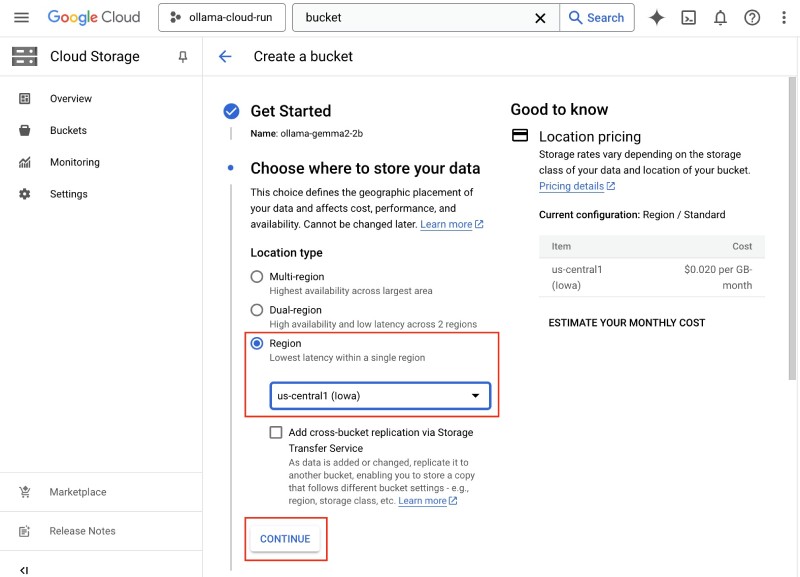 Google Cloud
ollama-cloud-run
bucket
Search
Cloud Storage
Create a bucket
Overview
Buckets
Monitoring
Settings
Marketplace
Release Notes
Get Started
Name: ollama-gemma2-2b
Choose where to store your data
This choice defines the geographic placement of
your data and affects cost, performance, and
availability. Cannot be changed later. Learn more
Location type
Multi-region
Highest availability across largest area
Dual-region
High availability and low latency across 2 regions
Region
Lowest latency within a single region
us-central1 (Iowa)
Add cross-bucket replication via Storage
Transfer Service
As data is added or changed, replicate it to
another bucket, enabling you to store a copy
that follows different bucket settings - e.g.,
region, storage class, etc. Learn more
CONTINUE
Good to know
Location pricing
Storage rates vary depending on the storage
class of your data and location of your bucket.
Pricing details
Current configuration: Region / Standard
Item Cost
us-central1 $0.020 per GB-
(Iowa) month
ESTIMATE YOUR MONTHLY COST